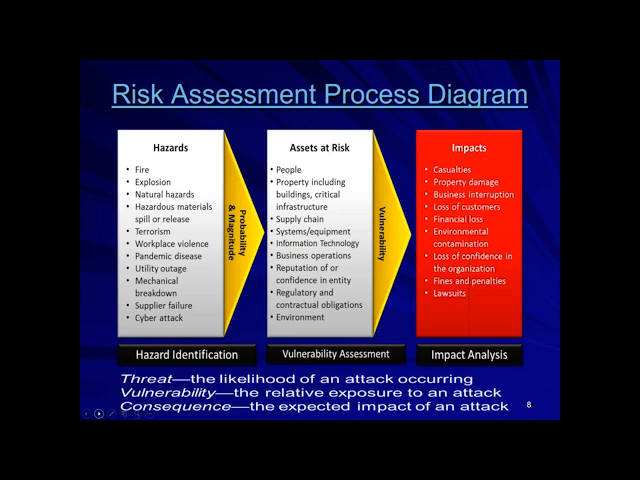 Risk Assessment Process Diagram
Hazards
• Fire
• Explosion
• Natural hazards
• Hazardous materials
spill or release
• Terrorism
• Workplace violence
• Pandemic disease
• Utility outage
• Mechanical
breakdown
• Supplier failure
• Cyber attack
Probability
& Magnitude
Assets at Risk
• People
• Property including
buildings, critical
infrastructure
• Supply chain
• Systems/equipment
• Information Technology
• Business operations
• Reputation of or
confidence in entity
• Regulatory and
contractual obligations
• Environment
Vulnerability
Impacts
• Casualties
• Property damage
• Business interruption
• Loss of customers
• Financial loss
• Environmental
contamination
• Loss of confidence in
the organization
• Fines and penalties
• Lawsuits
Hazard Identification
Vulnerability Assessment
Impact Analysis
Threat—the likelihood of an attack occurring
Vulnerability—the relative exposure to an attack
Consequence—the expected impact of an attack
8